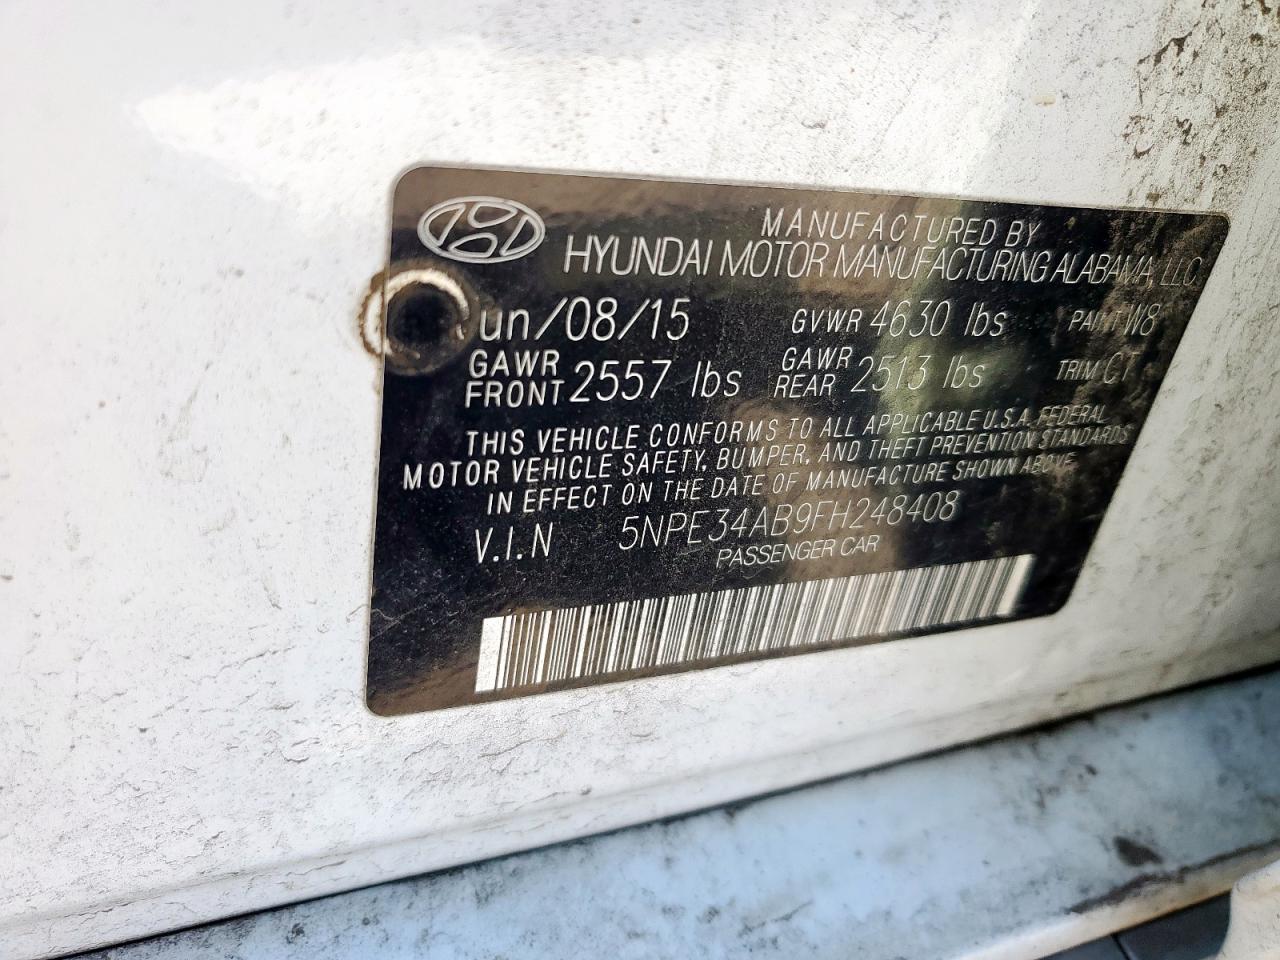 MANUFACTURED BY
HYUNDAI MOTOR MANUFACTURING ALABAMA, LLC
un/08/15 GVWR 4630 lbs PAINT W8
GAWR FRONT 2557 lbs GAWR REAR 2513 lbs TRIM CT
THIS VEHICLE CONFORMS TO ALL APPLICABLE U.S.A. FEDERAL
MOTOR VEHICLE SAFETY, BUMPER, AND THEFT PREVENTION STANDARDS
IN EFFECT ON THE DATE OF MANUFACTURE SHOWN ABOVE
V.I.N 5NPE34AB9FH248408
PASSENGER CAR